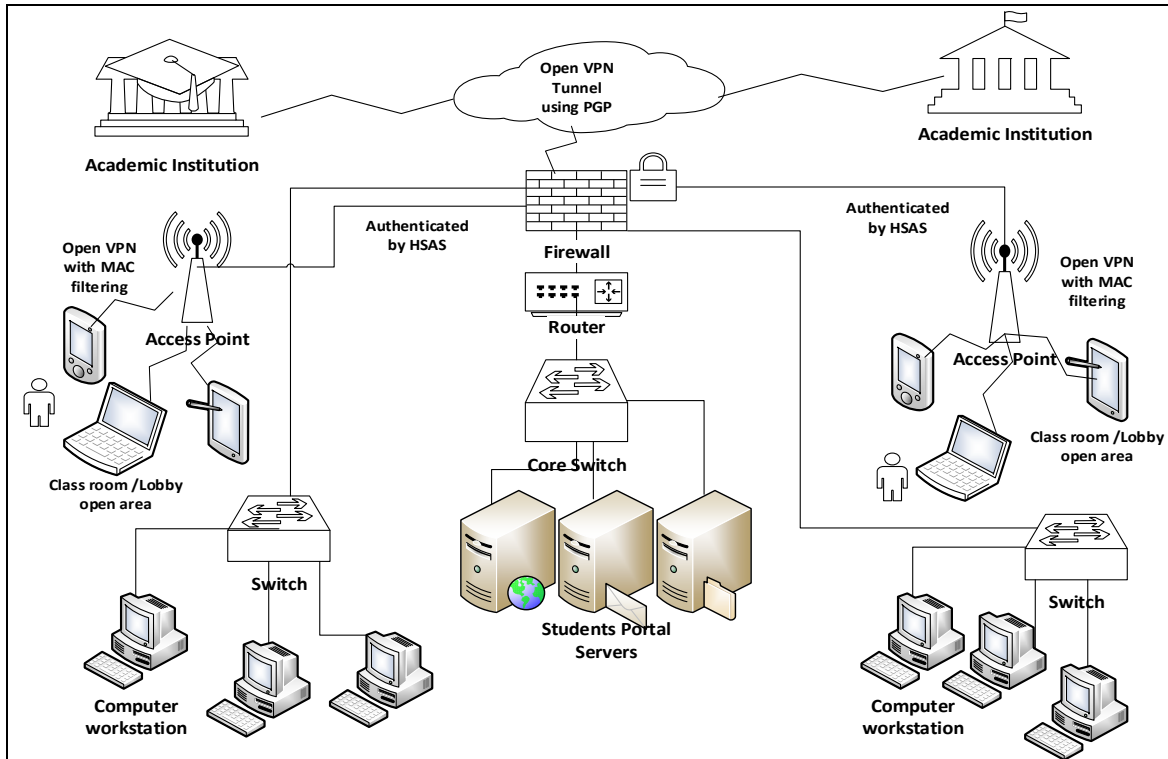 Open VPN
Tunnel
using PGP
Academic Institution
Academic Institution
Authenticated
by HSAS
Firewall
Authenticated
by HSAS
Open VPN
with MAC
filtering
Open VPN
with MAC
filtering
Router
Access Point
Access Point
Class room /Lobby
open area
Class room /Lobby
open area
Core Switch
Switch
Switch
Students Portal
Servers
Computer
workstation
Computer
workstation